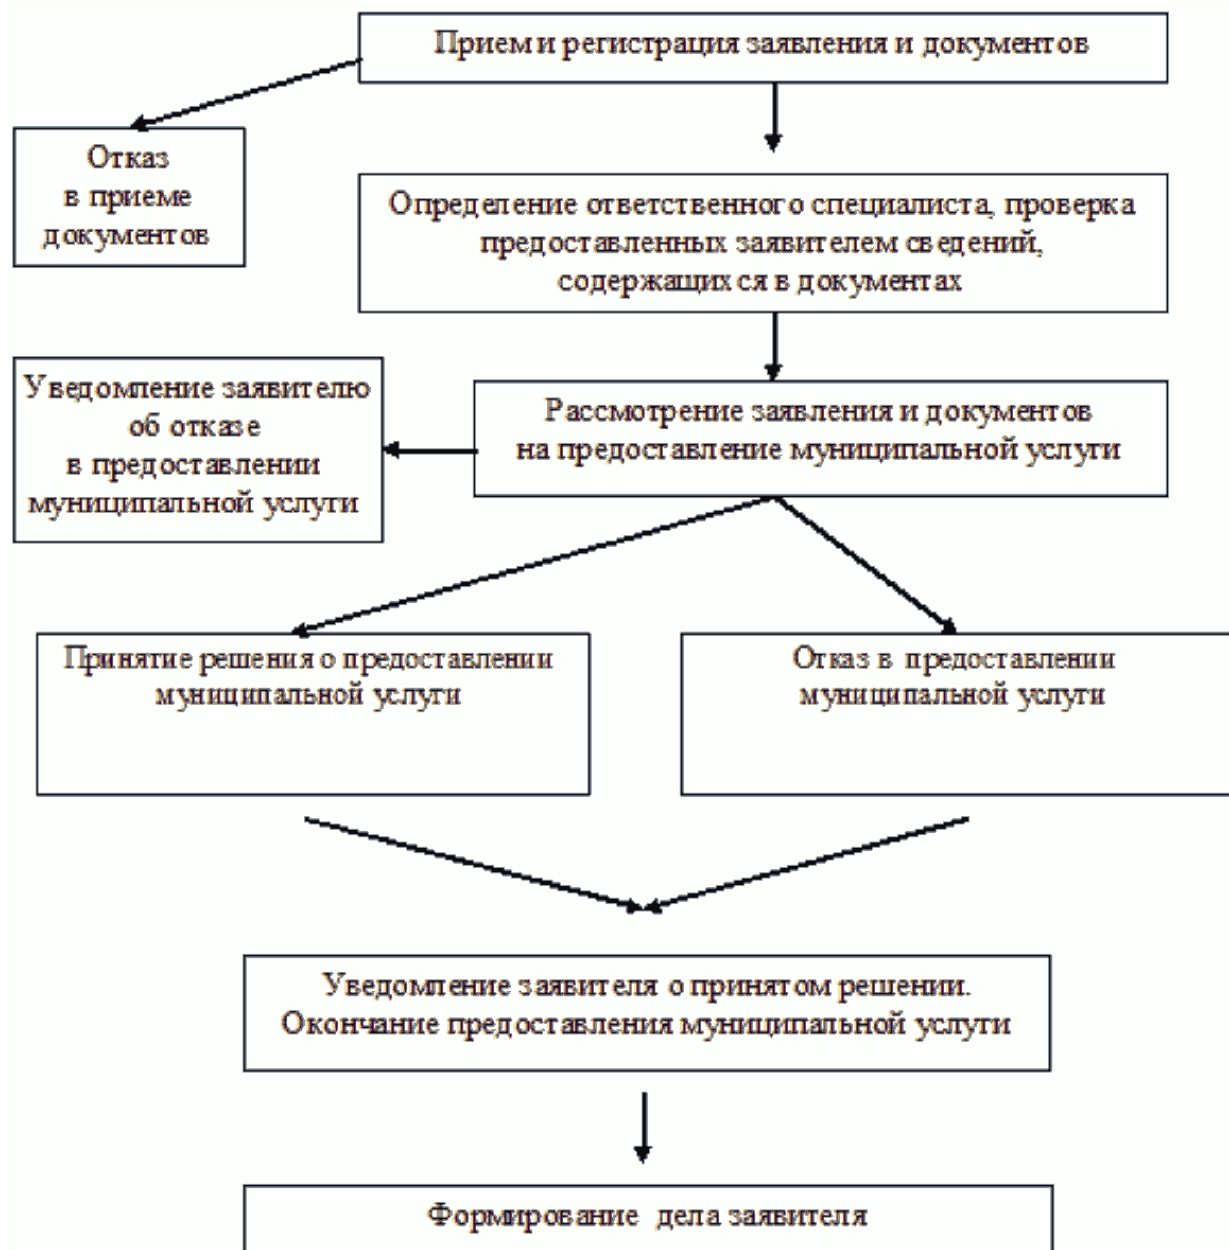 Прием и регистрация заявления и документов
Отказ
в приеме
документов
Определение ответственного специалиста, проверка
предоставленных заявителем сведений,
содержащихся в документах
Уведомление заявителю
об отказе
в предоставлении
муниципальной услуги
Рассмотрение заявления и документов
на предоставление муниципальной услуги
Принятие решения о предоставлении
муниципальной услуги
Отказ в предоставлении
муниципальной услуги
Уведомление заявителя о принятом решении.
Окончание предоставления муниципальной услуги
Формирование дела заявителя